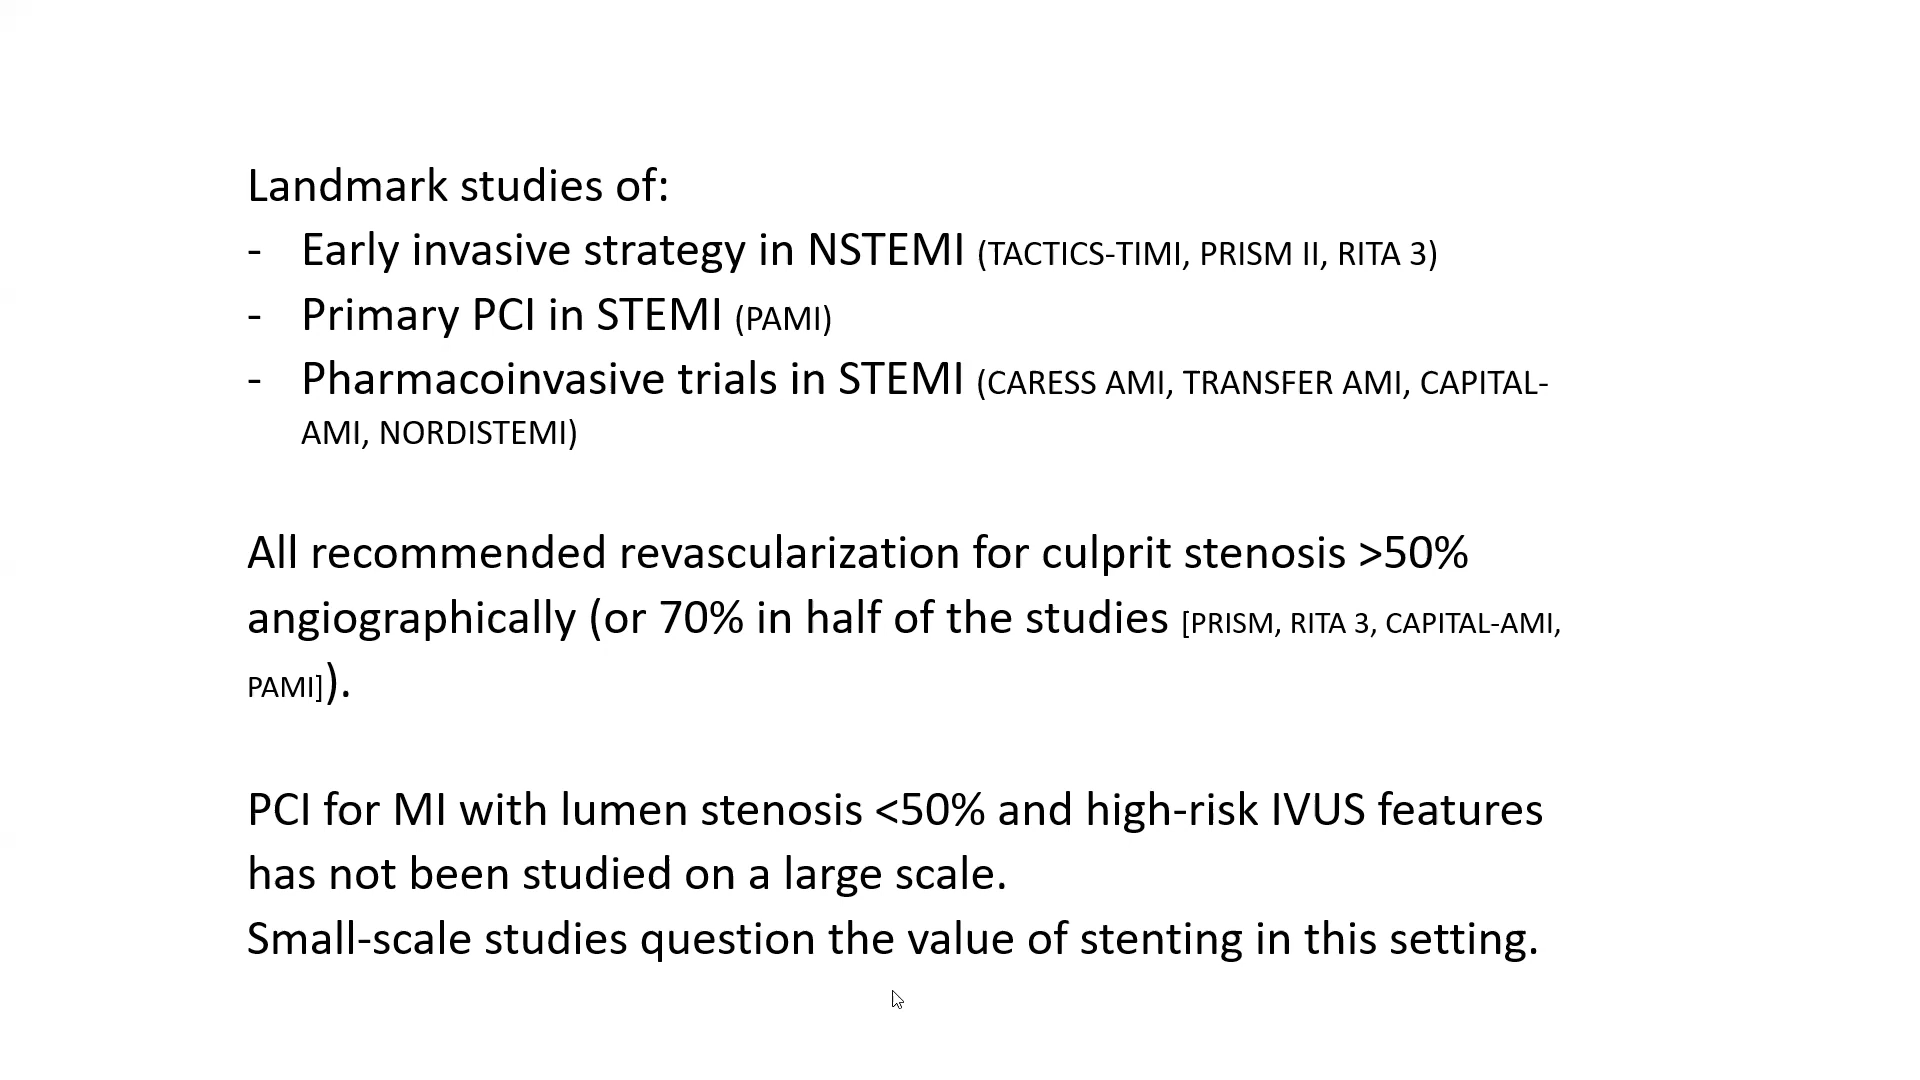 Landmark studies of:
- Early invasive strategy in NSTEMI (TACTICS-TIMI, PRISM II, RITA 3)
- Primary PCI in STEMI (PAMI)
- Pharmacoinvasive trials in STEMI (CARESS AMI, TRANSFER AMI, CAPITAL-
AMI, NORDISTEMI)
All recommended revascularization for culprit stenosis >50%
angiographically (or 70% in half of the studies [PRISM, RITA 3, CAPITAL-AMI,
PAMI]).
PCI for MI with lumen stenosis <50% and high-risk IVUS features
has not been studied on a large scale.
Small-scale studies question the value of stenting in this setting.